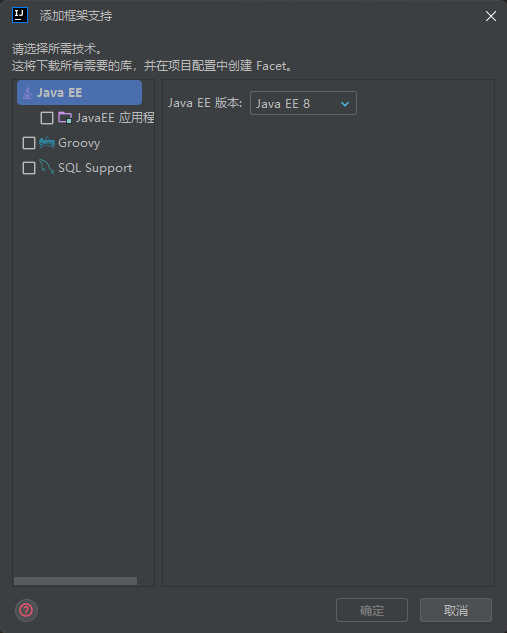 添加框架支持
请选择所需技术。
这将下载所有需要的库，并在项目配置中创建 Facet。
Java EE
JavaEE 应用程
Groovy
SQL Support
Java EE 版本: Java EE 8
确定
取消